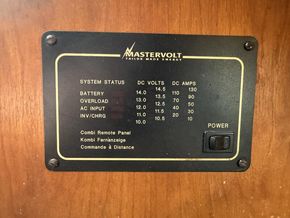 MASTERVOLT
TAILOR MADE ENERGY
SYSTEM STATUS DC VOLTS DC AMPS
14.5 130
BATTERY 14.0 110
13.5 90
OVERLOAD 13.0 70
12.5 50
AC INPUT 12.0 40
11.5 30
INV/CHRG 11.0 20
10.5 10
10.0
POWER
Combi Remote Panel
Kombi Fernanzeige
Commande à Distance